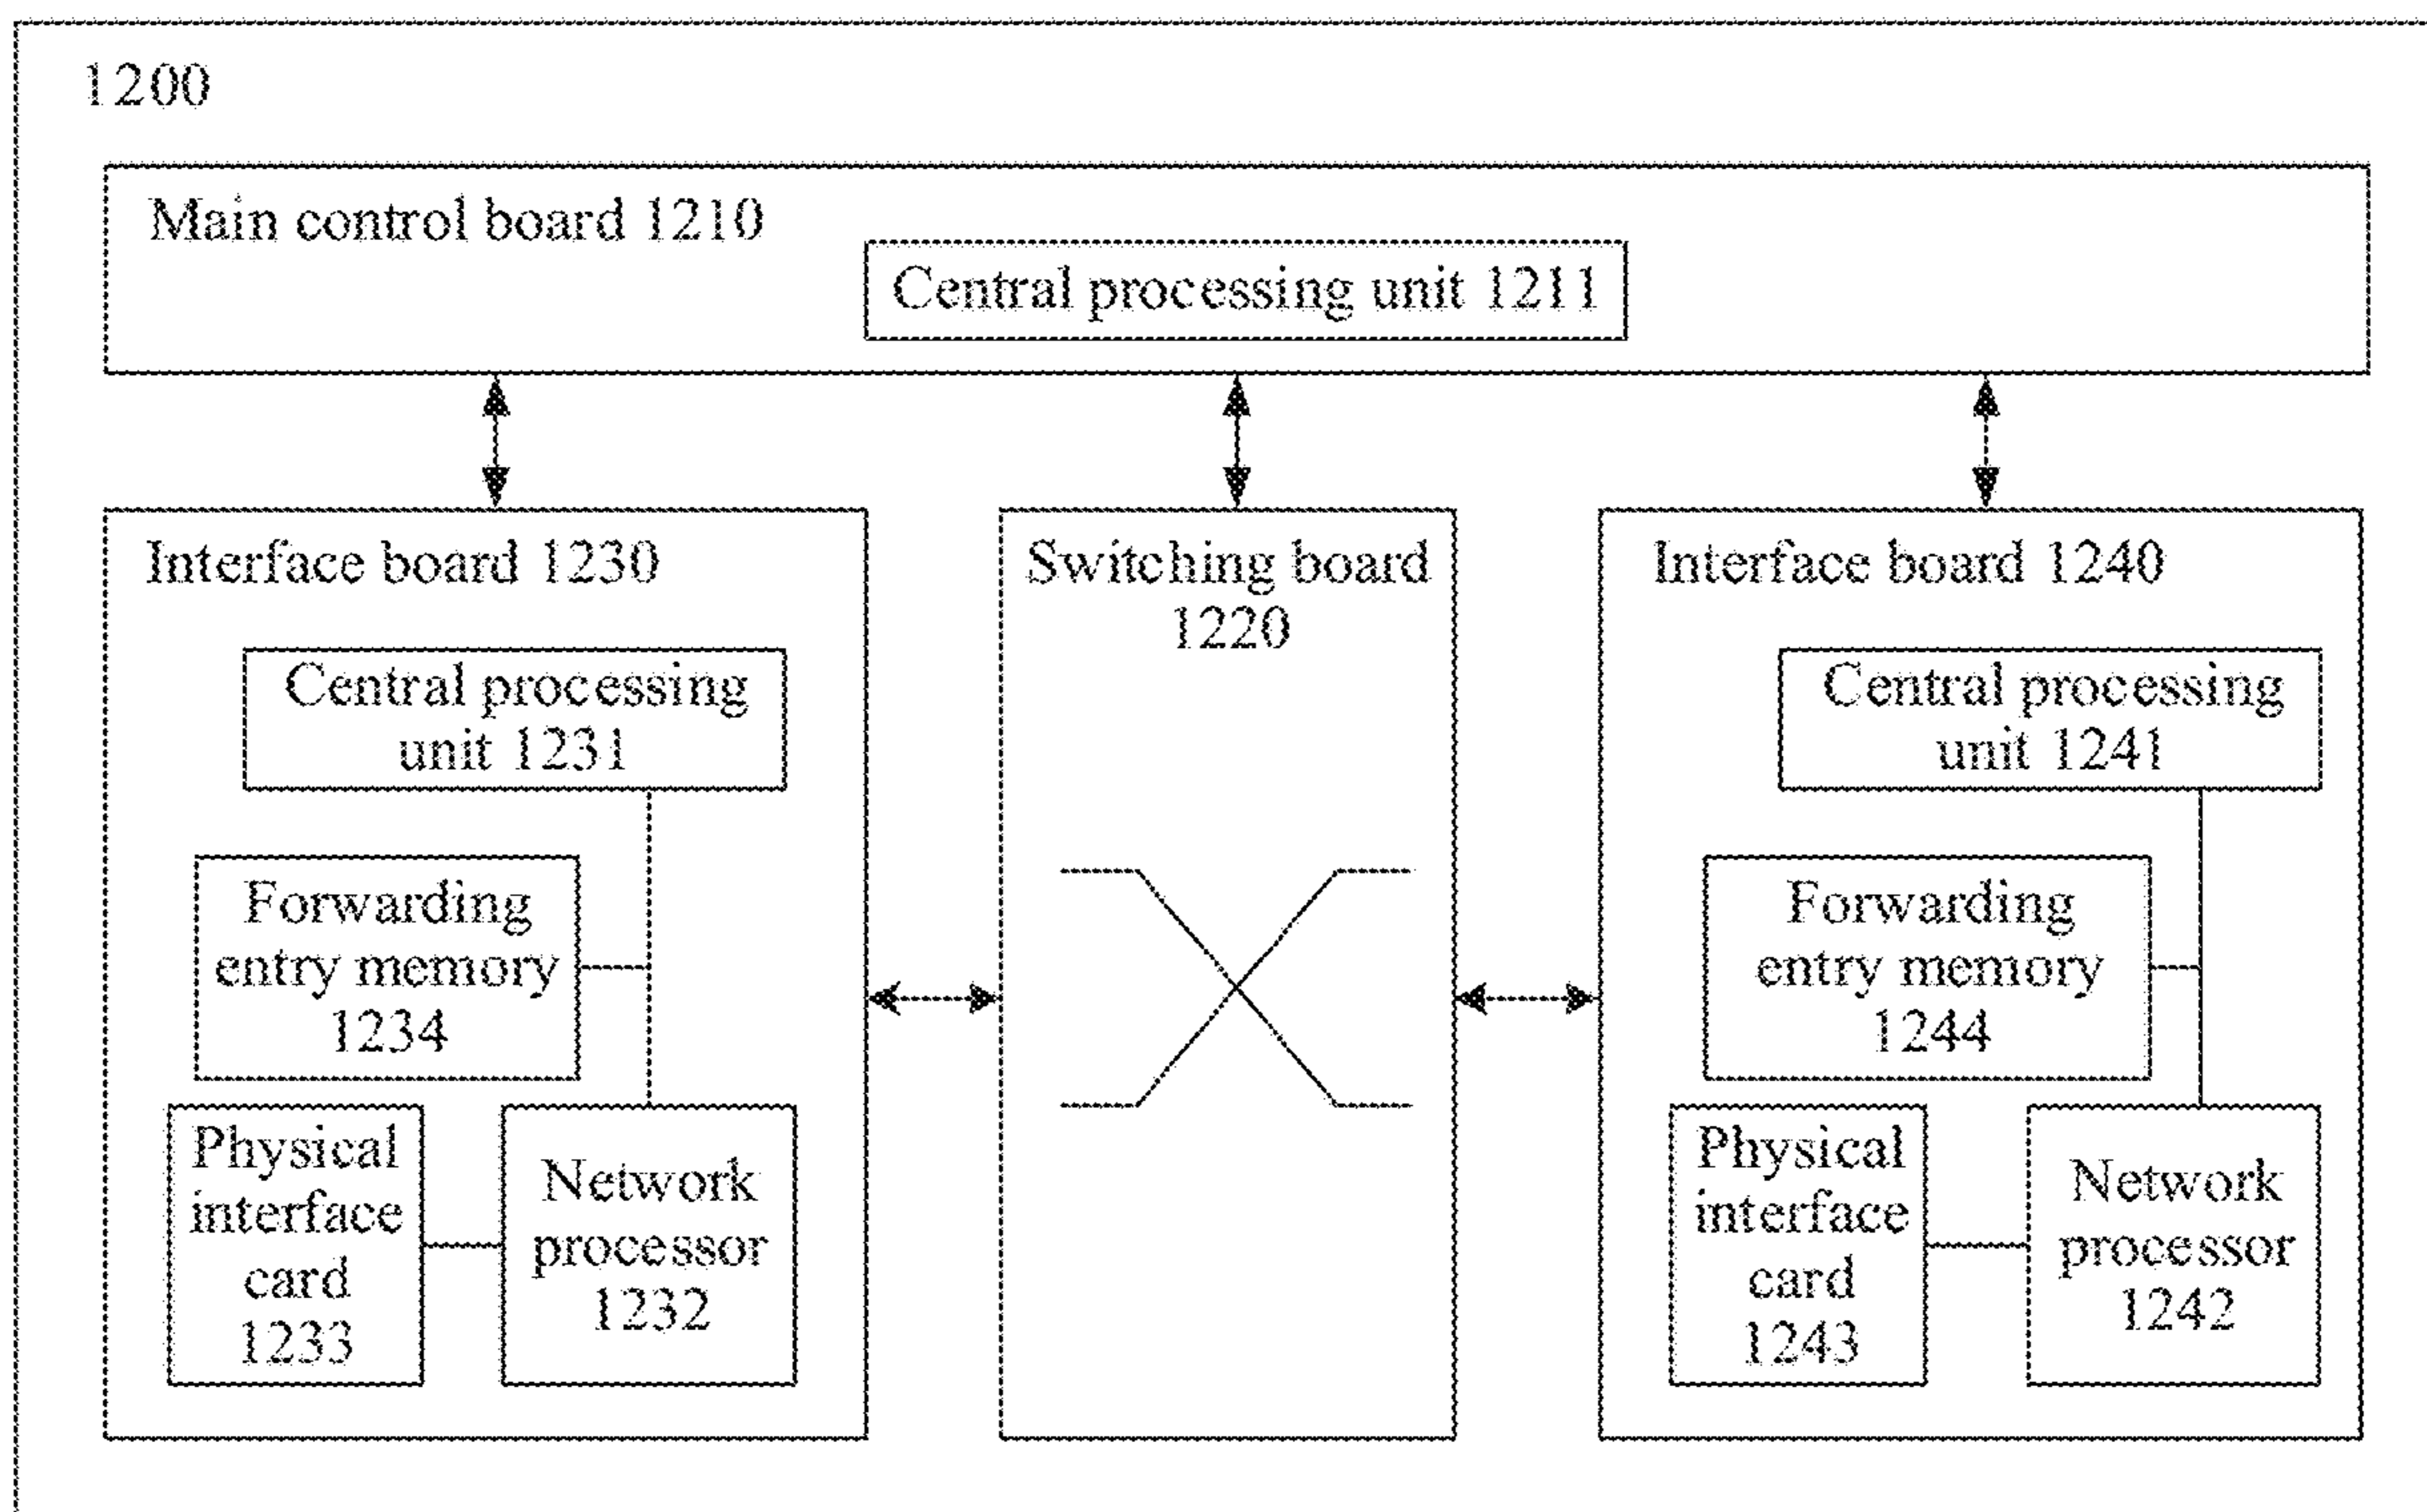 1200
Main control board 1210
Central processing unit 1211
Interface board 1230
Central processing
unit 1231
Forwarding
entry memory
1234
Physical
interface
card
1233
Network
processor
1232
Switching board
1220
Interface board 1240
Central processing
unit 1241
Forwarding
entry memory
1244
Physical
interface
card
1243
Network
processor
1242